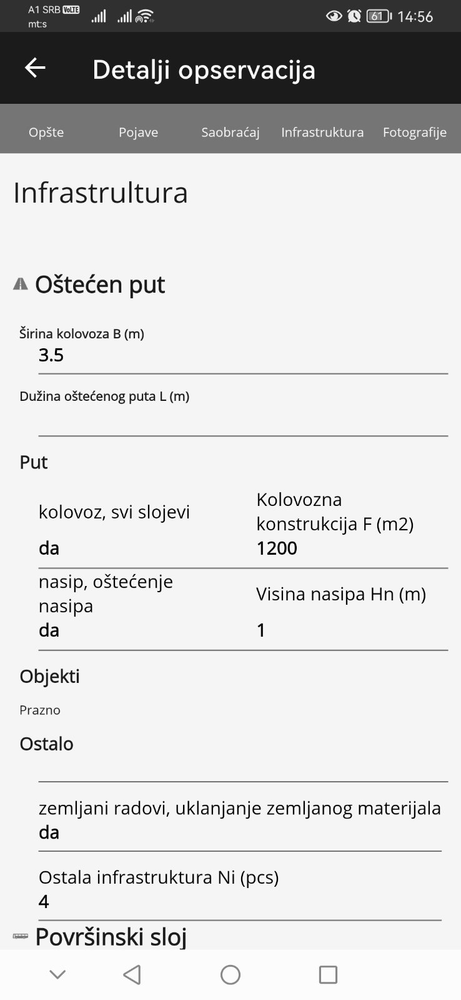 A1 SRB VoLTE
mt:s
61
14:56
Detalji opservacija
Opšte Pojave Saobraćaj Infrastruktura Fotografije
Infrastrultura
Oštećen put
Širina kolovoza B (m)
3.5
Dužina oštećenog puta L (m)
Put
kolovoz, svi slojevi
da
Kolovozna
konstrukcija F (m2)
1200
nasip, oštećenje
nasipa
da
Visina nasipa Hn (m)
1
Objekti
Prazno
Ostalo
zemljani radovi, uklanjanje zemljanog materijala
da
Ostala infrastruktura Ni (pcs)
4
Površinski sloj